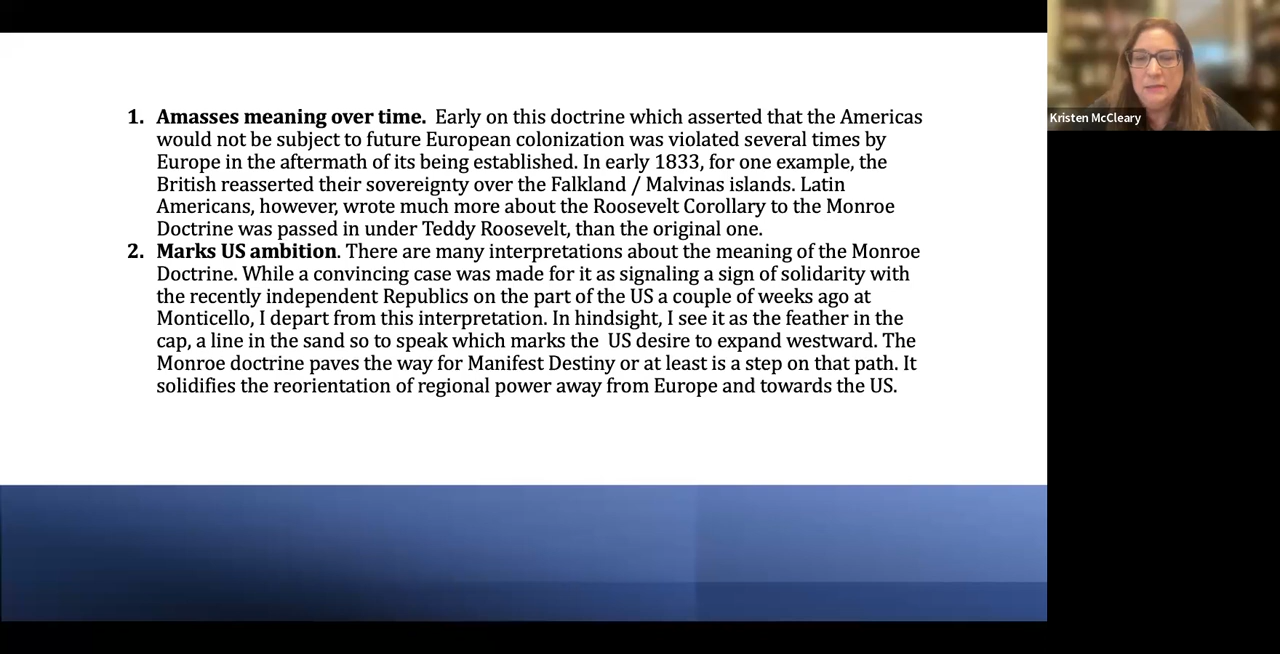 1. Amasses meaning over time. Early on this doctrine which asserted that the Americas
would not be subject to future European colonization was violated several times by
Europe in the aftermath of its being established. In early 1833, for one example, the
British reasserted their sovereignty over the Falkland / Malvinas islands. Latin
Americans, however, wrote much more about the Roosevelt Corollary to the Monroe
Doctrine was passed in under Teddy Roosevelt, than the original one.
2. Marks US ambition. There are many interpretations about the meaning of the Monroe
Doctrine. While a convincing case was made for it as signaling a sign of solidarity with
the recently independent Republics on the part of the US a couple of weeks ago at
Monticello, I depart from this interpretation. In hindsight, I see it as the feather in the
cap, a line in the sand so to speak which marks the US desire to expand westward. The
Monroe doctrine paves the way for Manifest Destiny or at least is a step on that path. It
solidifies the reorientation of regional power away from Europe and towards the US.
Kristen McCleary